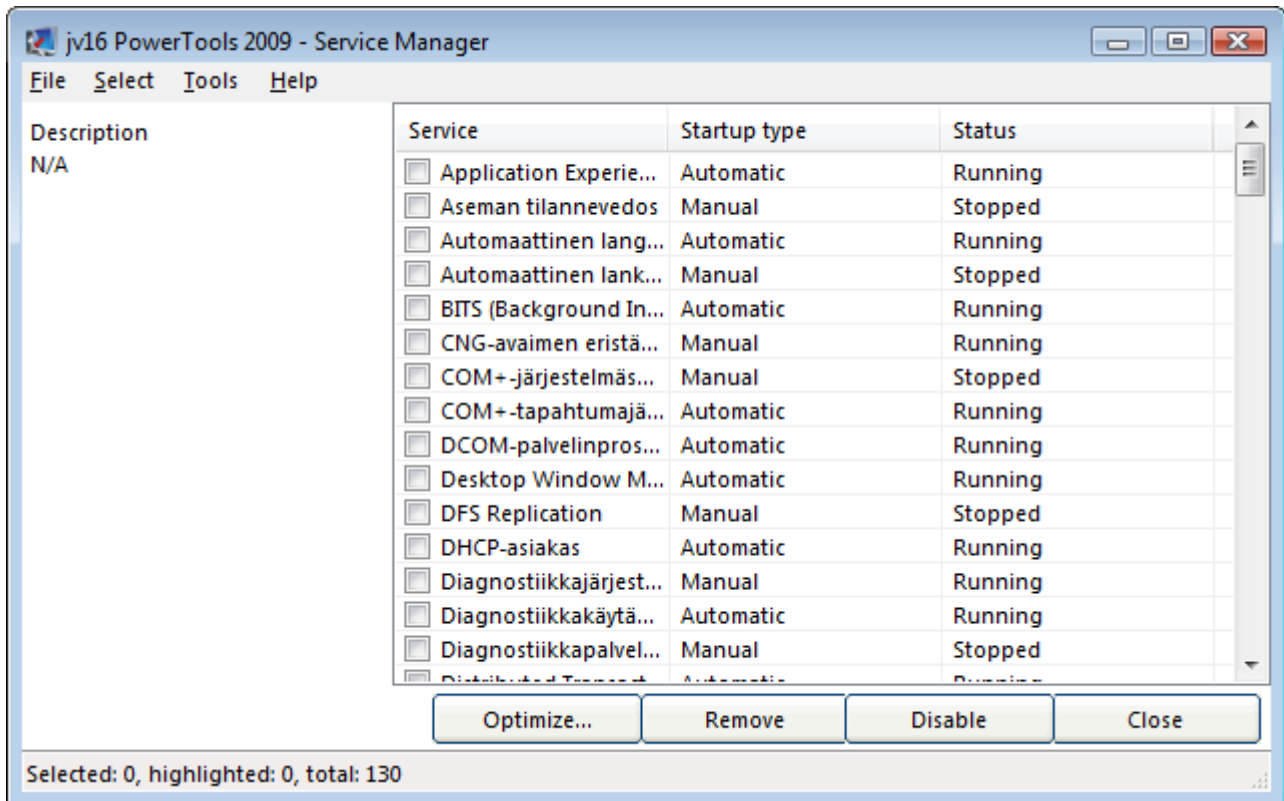 jv16 PowerTools 2009 - Service Manager
File Select Tools Help
Description
N/A
Service Startup type Status
Application Experie... Automatic Running
Aseman tilannevedos Manual Stopped
Automaattinen lang... Automatic Running
Automaattinen lank... Manual Stopped
BITS (Background In... Automatic Running
CNG-avaimen eristä... Manual Running
COM+-järjestelmäs... Manual Stopped
COM+-tapahtumajä... Automatic Running
DCOM-palvelinpros... Automatic Running
Desktop Window M... Automatic Running
DFS Replication Manual Stopped
DHCP-asiakas Automatic Running
Diagnostiikkajärjest... Manual Running
Diagnostiikkakäytä... Automatic Running
Diagnostiikkapalvel... Manual Stopped
Distributed Transact... Automatic Running
Optimize... Remove Disable Close
Selected: 0, highlighted: 0, total: 130